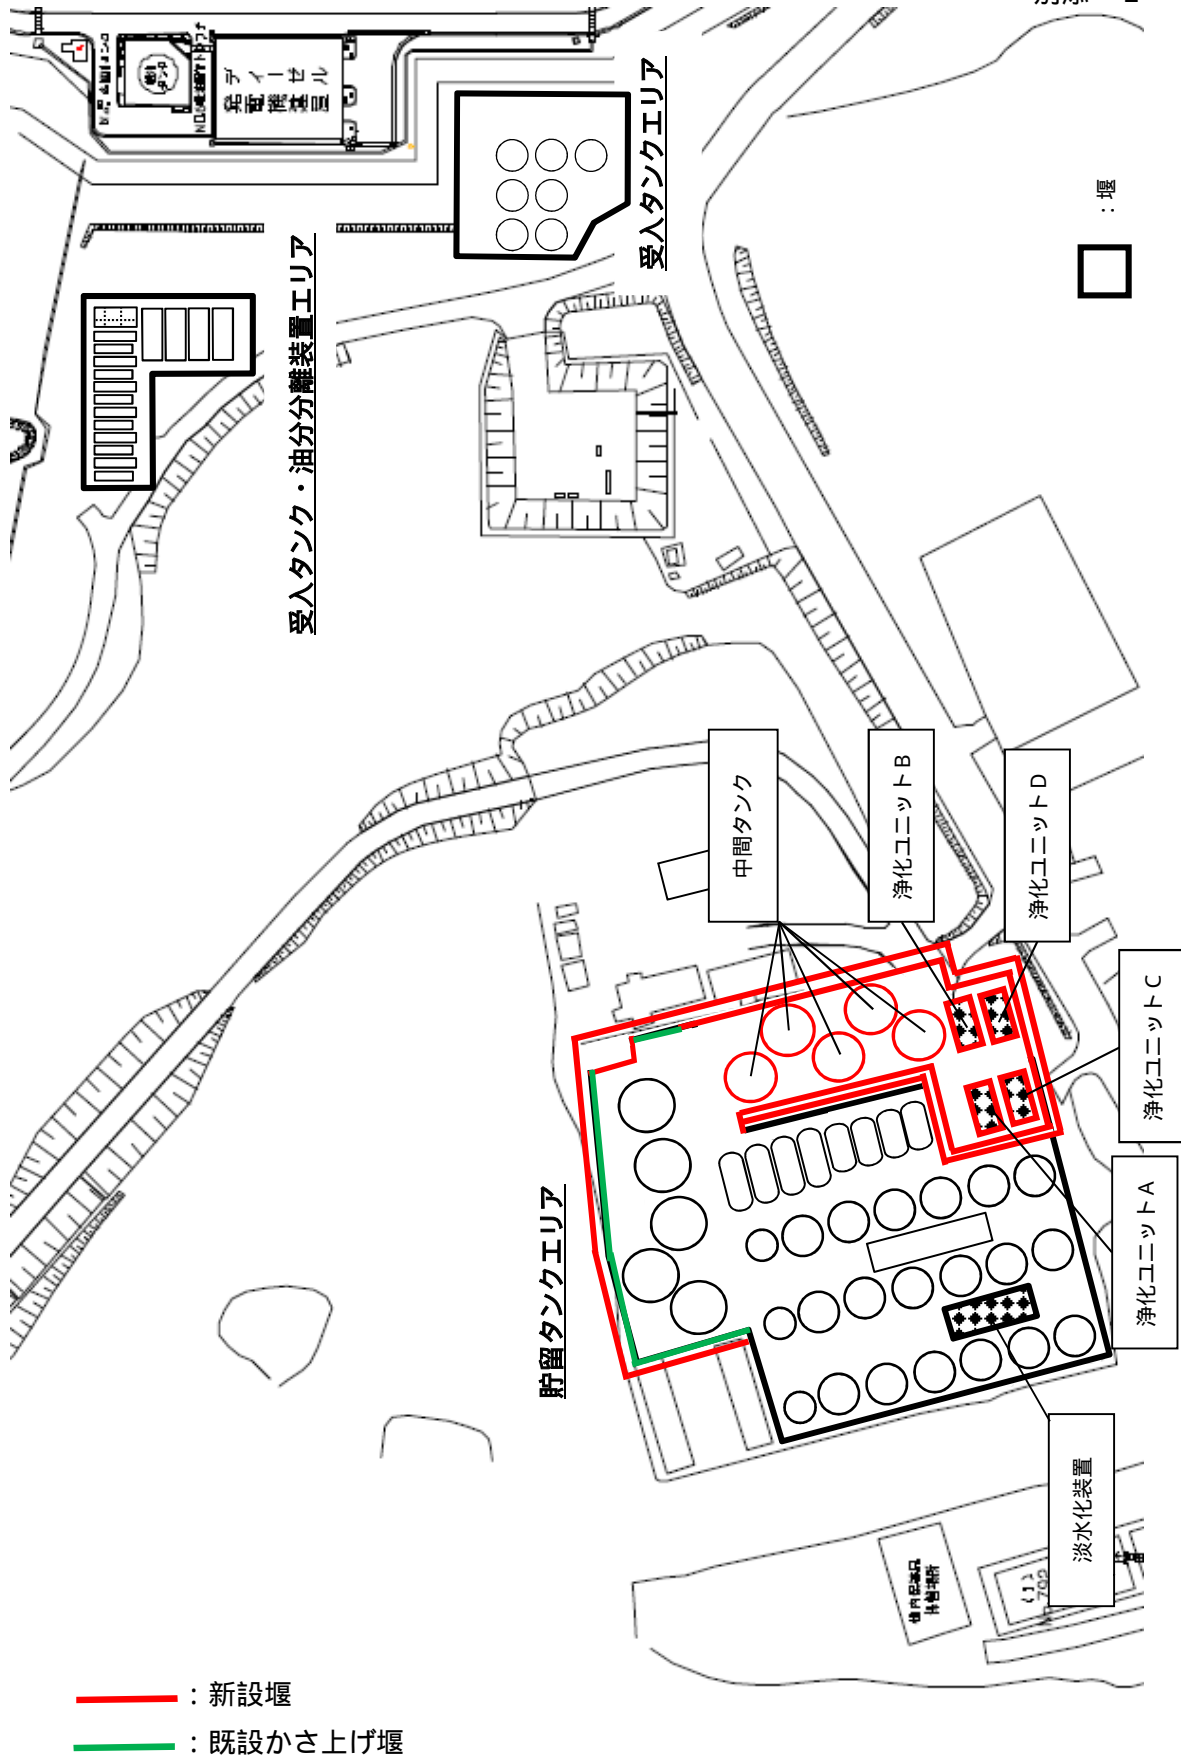 ディーゼル
発電機建屋
受入タンクエリア
受入タンク・油分分離装置エリア
：堰
中間タンク
浄化ユニットB
浄化ユニットD
浄化ユニットC
浄化ユニットA
貯留タンクエリア
淡水化装置
：新設堰
：既設かさ上げ堰